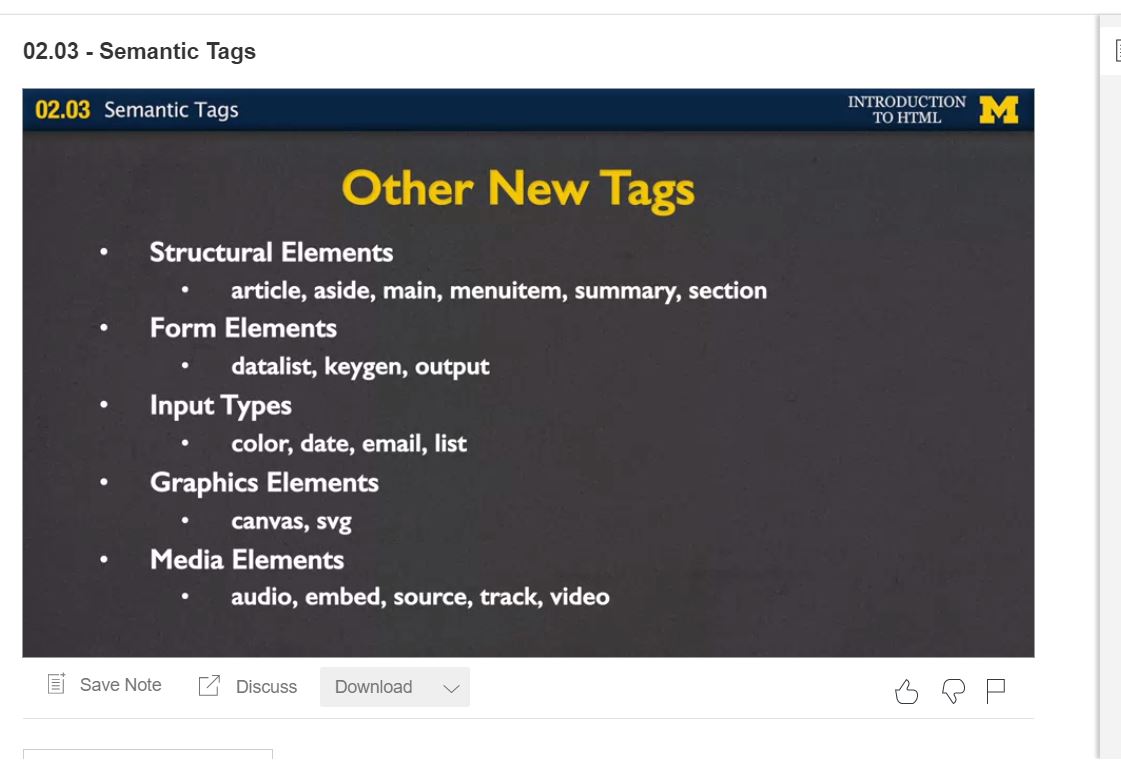 02.03 - Semantic Tags
02.03 Semantic Tags
INTRODUCTION
TO HTML
M
Other New Tags
• Structural Elements
• article, aside, main, menuitem, summary, section
• Form Elements
• datalist, keygen, output
• Input Types
• color, date, email, list
• Graphics Elements
• canvas, svg
• Media Elements
• audio, embed, source, track, video
Save Note
Discuss
Download